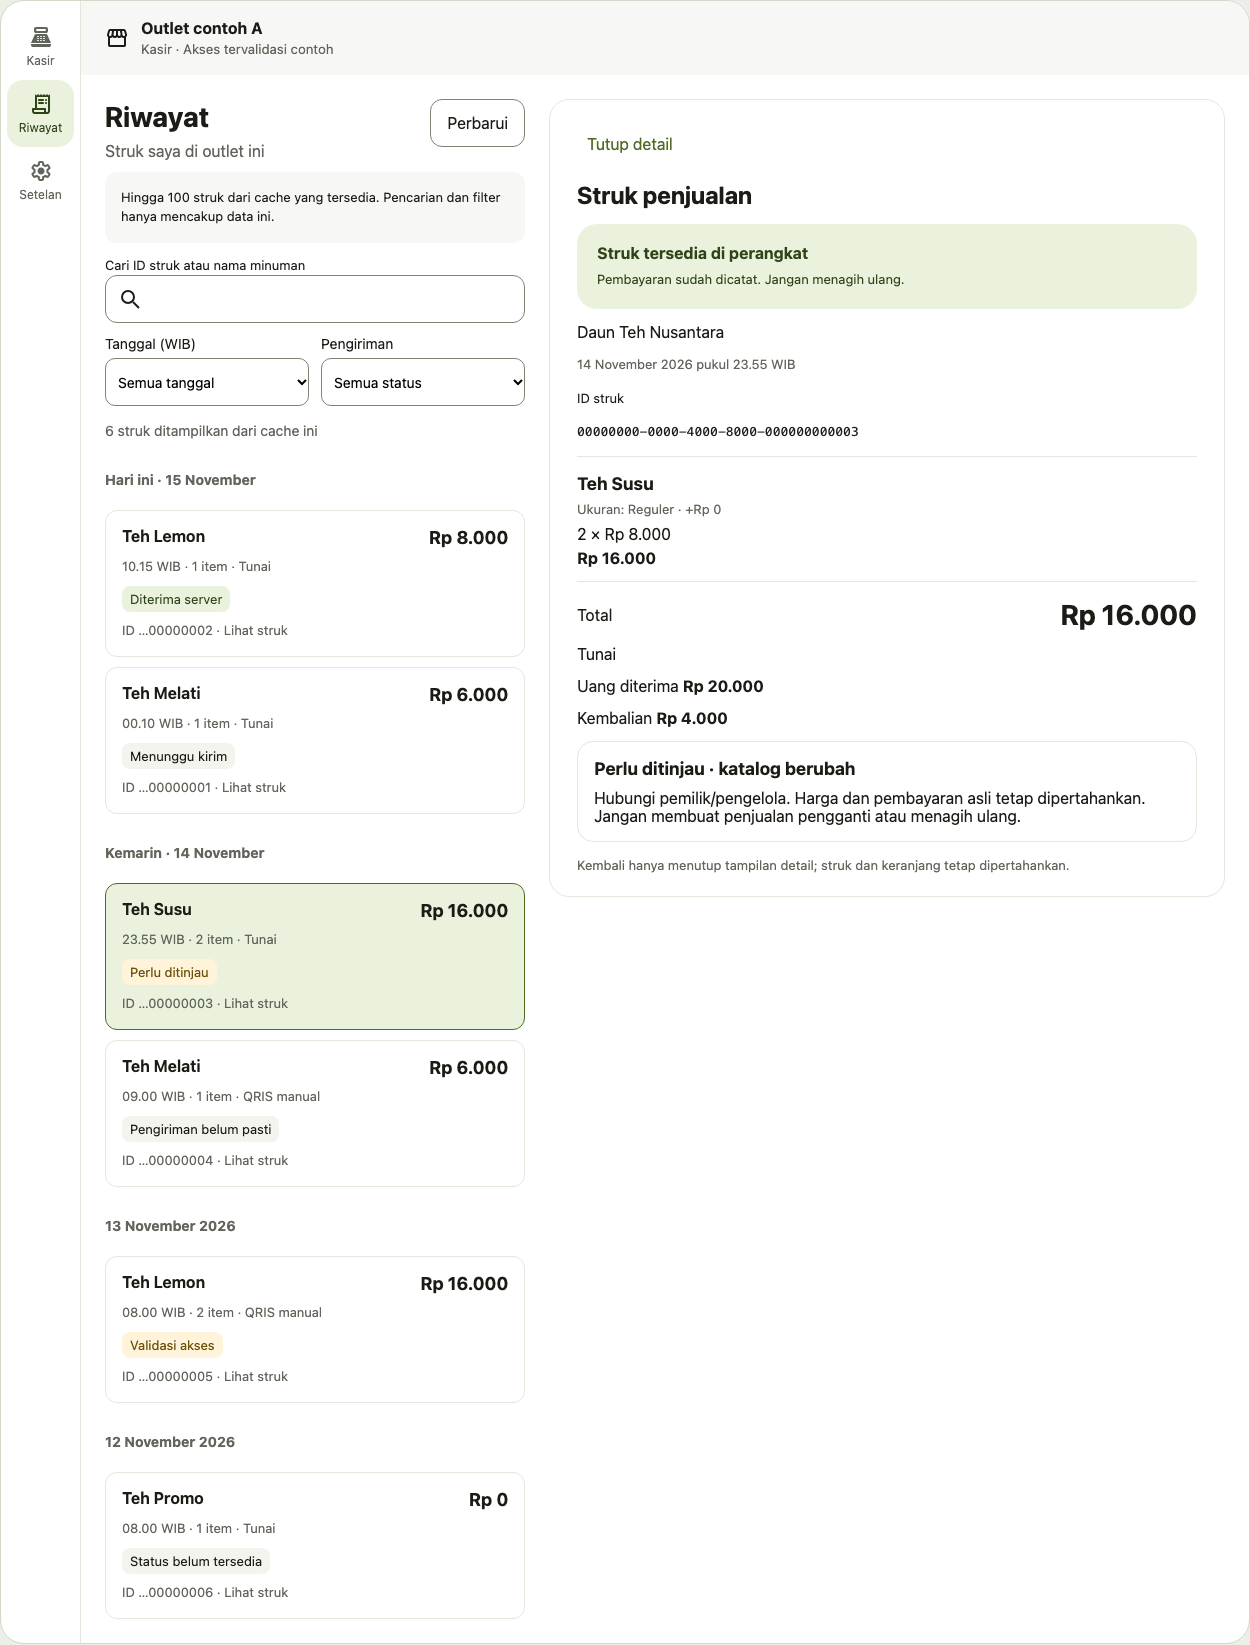 Kasir
Riwayat
Setelan
Outlet contoh A
Kasir · Akses tervalidasi contoh
Riwayat
Struk saya di outlet ini
Perbarui
Hingga 100 struk dari cache yang tersedia. Pencarian dan filter
hanya mencakup data ini.
Cari ID struk atau nama minuman
Tanggal (WIB)
Pengiriman
Semua tanggal
Semua status
6 struk ditampilkan dari cache ini
Hari ini · 15 November
Teh Lemon
Rp 8.000
10.15 WIB · 1 item · Tunai
Diterima server
ID …00000002 · Lihat struk
Teh Melati
Rp 6.000
00.10 WIB · 1 item · Tunai
Menunggu kirim
ID …00000001 · Lihat struk
Kemarin · 14 November
Teh Susu
Rp 16.000
23.55 WIB · 2 item · Tunai
Perlu ditinjau
ID …00000003 · Lihat struk
Teh Melati
Rp 6.000
09.00 WIB · 1 item · QRIS manual
Pengiriman belum pasti
ID …00000004 · Lihat struk
13 November 2026
Teh Lemon
Rp 16.000
08.00 WIB · 2 item · QRIS manual
Validasi akses
ID …00000005 · Lihat struk
12 November 2026
Teh Promo
Rp 0
08.00 WIB · 1 item · Tunai
Status belum tersedia
ID …00000006 · Lihat struk
Tutup detail
Struk penjualan
Struk tersedia di perangkat
Pembayaran sudah dicatat. Jangan menagih ulang.
Daun Teh Nusantara
14 November 2026 pukul 23.55 WIB
ID struk
00000000-0000-4000-8000-000000000003
Teh Susu
Ukuran: Reguler · +Rp 0
2 × Rp 8.000
Rp 16.000
Total
Rp 16.000
Tunai
Uang diterima Rp 20.000
Kembalian Rp 4.000
Perlu ditinjau · katalog berubah
Hubungi pemilik/pengelola. Harga dan pembayaran asli tetap dipertahankan.
Jangan membuat penjualan pengganti atau menagih ulang.
Kembali hanya menutup tampilan detail; struk dan keranjang tetap dipertahankan.